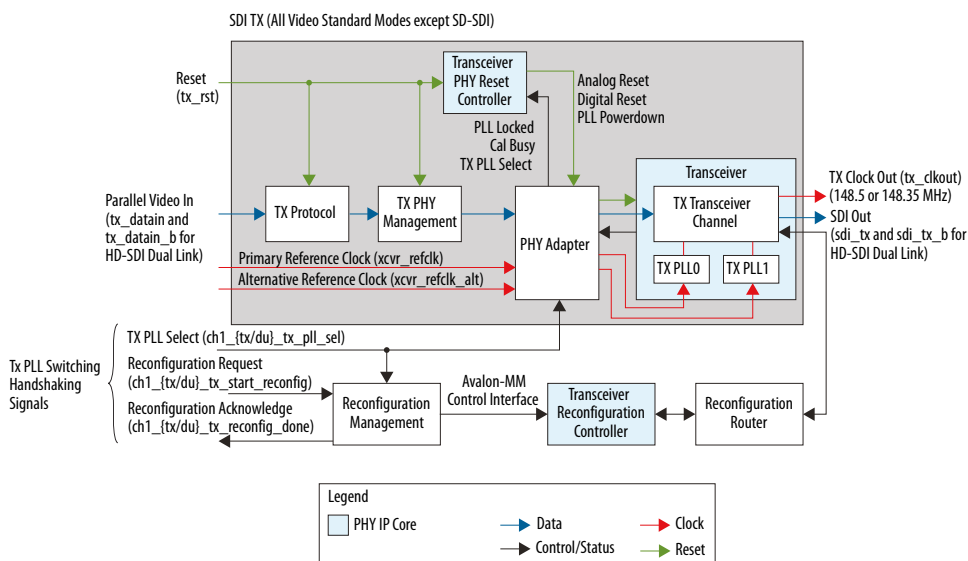 SDI TX (All Video Standard Modes except SD-SDI)
Reset
(tx_rst)
Transceiver
PHY Reset
Controller
Analog Reset
Digital Reset
PLL Powerdown
PLL Locked
Cal Busy
TX PLL Select
Parallel Video In
(tx_datain and
tx_datain_b for
HD-SDI Dual Link)
TX Protocol
TX PHY
Management
PHY Adapter
Transceiver
TX Transceiver
Channel
TX PLL0
TX PLL1
TX Clock Out (tx_clkout)
(148.5 or 148.35 MHz)
SDI Out
(sdi_tx and sdi_tx_b for
HD-SDI Dual Link)
Primary Reference Clock (xcvr_refclk)
Alternative Reference Clock (xcvr_refclk_alt)
Tx PLL Switching
Handshaking
Signals
TX PLL Select (ch1_{tx/du}_tx_pll_sel)
Reconfiguration Request
(ch1_{tx/du}_tx_start_reconfig)
Reconfiguration Acknowledge
(ch1_{tx/du}_tx_reconfig_done)
Reconfiguration
Management
Avalon-MM
Control Interface
Transceiver
Reconfiguration
Controller
Reconfiguration
Router
Legend
PHY IP Core
Data
Control/Status
Clock
Reset